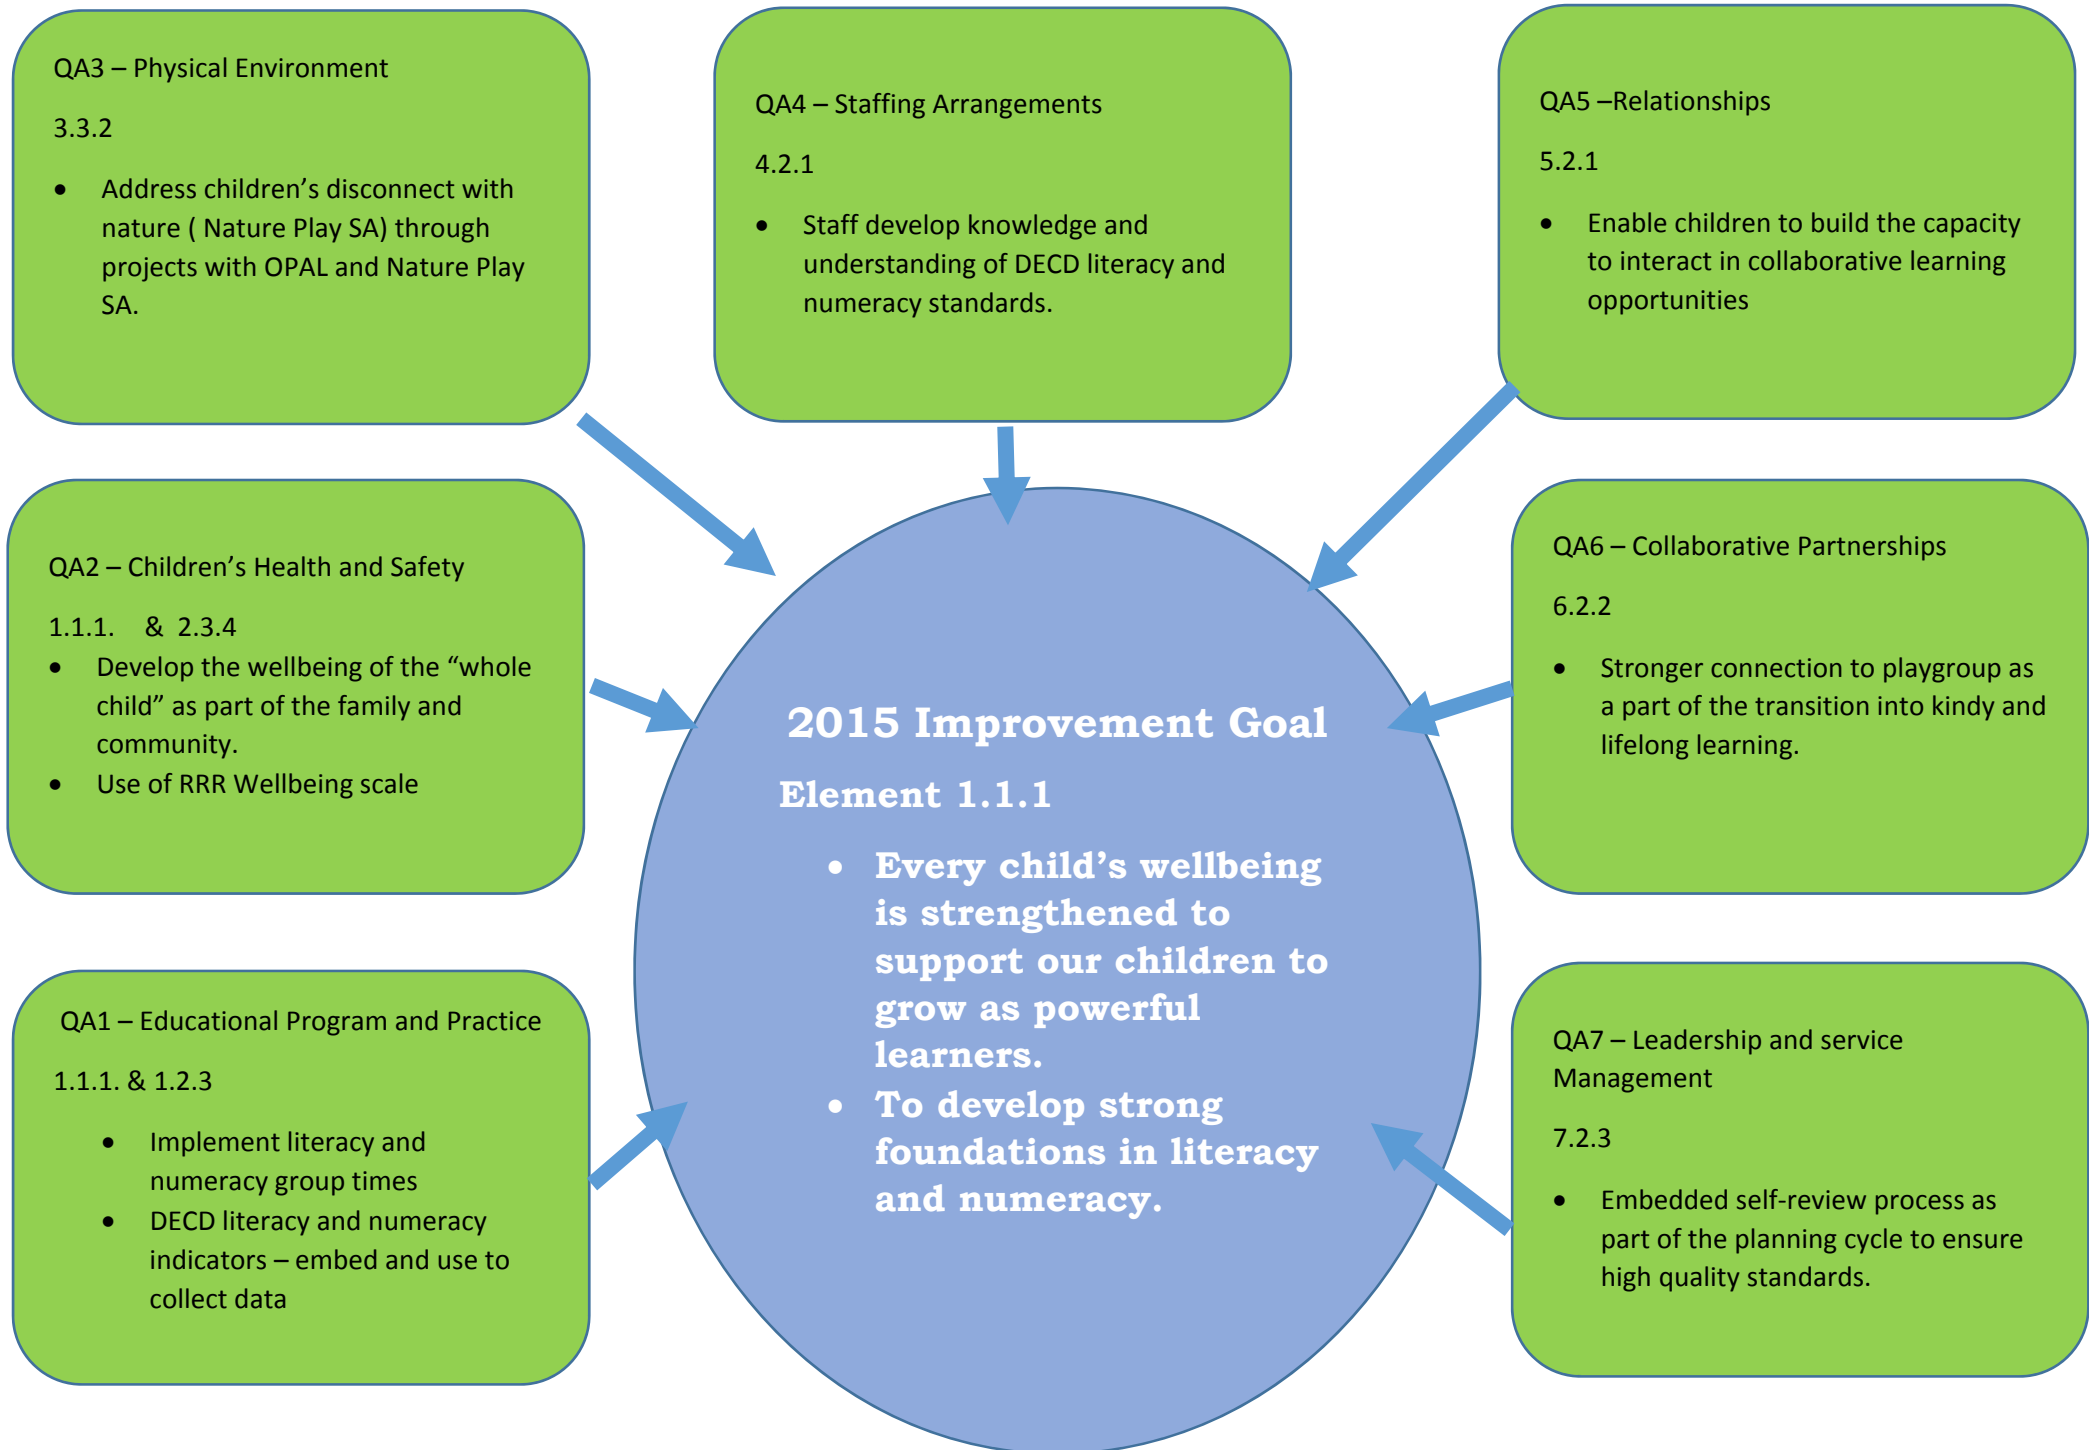 QA3 – Physical Environment
3.3.2
• Address children’s disconnect with
nature ( Nature Play SA) through
projects with OPAL and Nature Play
SA.
QA4 – Staffing Arrangements
4.2.1
• Staff develop knowledge and
understanding of DECD literacy and
numeracy standards.
QA5 –Relationships
5.2.1
• Enable children to build the capacity
to interact in collaborative learning
opportunities
QA2 – Children’s Health and Safety
1.1.1. & 2.3.4
• Develop the wellbeing of the “whole
child” as part of the family and
community.
• Use of RRR Wellbeing scale
QA6 – Collaborative Partnerships
6.2.2
• Stronger connection to playgroup as
a part of the transition into kindy and
lifelong learning.
2015 Improvement Goal
Element 1.1.1
• Every child’s wellbeing
is strengthened to
support our children to
grow as powerful
learners.
• To develop strong
foundations in literacy
and numeracy.
QA1 – Educational Program and Practice
1.1.1. & 1.2.3
• Implement literacy and
numeracy group times
• DECD literacy and numeracy
indicators – embed and use to
collect data
QA7 – Leadership and service
Management
7.2.3
• Embedded self-review process as
part of the planning cycle to ensure
high quality standards.